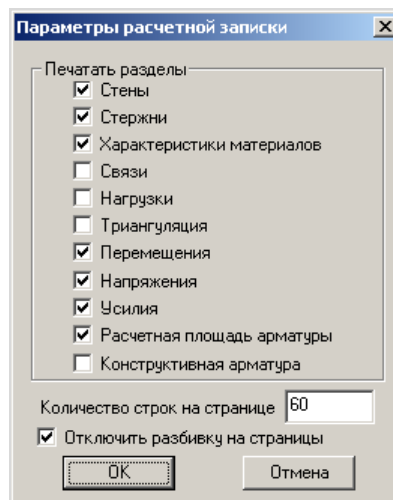 Параметры расчетной записки
Печатать разделы
Стены
Стержни
Характеристики материалов
Связи
Нагрузки
Триангуляция
Перемещения
Напряжения
Усилия
Расчетная площадь арматуры
Конструктивная арматура
Количество строк на странице 60
Отключить разбивку на страницы
OK Отмена